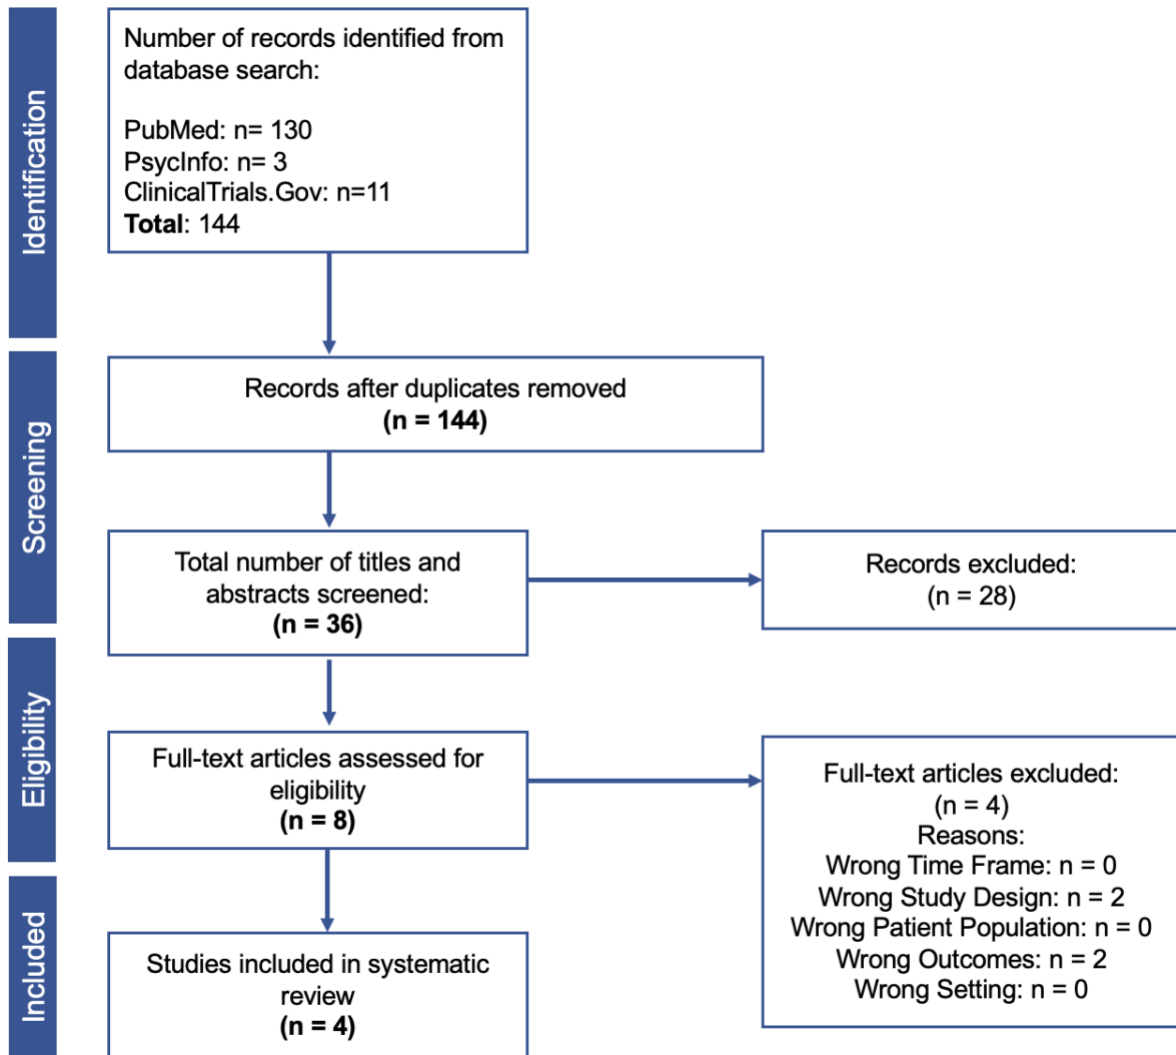 Identification
Number of records identified from
database search:
PubMed: n= 130
PsycInfo: n= 3
ClinicalTrials.Gov: n=11
Total: 144
Screening
Records after duplicates removed
(n = 144)
Total number of titles and
abstracts screened:
(n = 36)
Records excluded:
(n = 28)
Eligibility
Full-text articles assessed for
eligibility
(n = 8)
Full-text articles excluded:
(n = 4)
Reasons:
Wrong Time Frame: n = 0
Wrong Study Design: n = 2
Wrong Patient Population: n = 0
Wrong Outcomes: n = 2
Wrong Setting: n = 0
Included
Studies included in systematic
review
(n = 4)